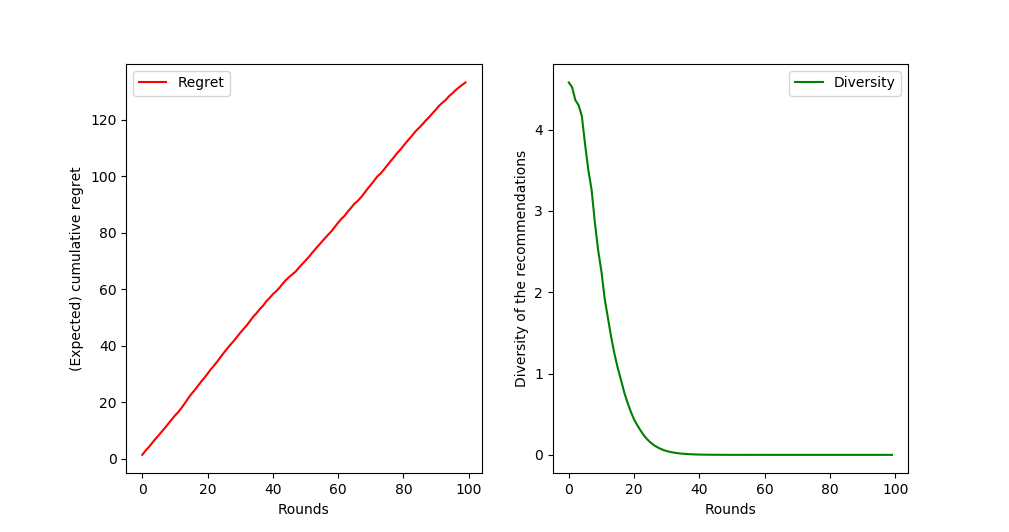 Regret
(Expected) cumulative regret
120
100
80
60
40
20
0
0 20 40 60 80 100
Rounds
Diversity
Diversity of the recommendations
4
3
2
1
0
0 20 40 60 80 100
Rounds